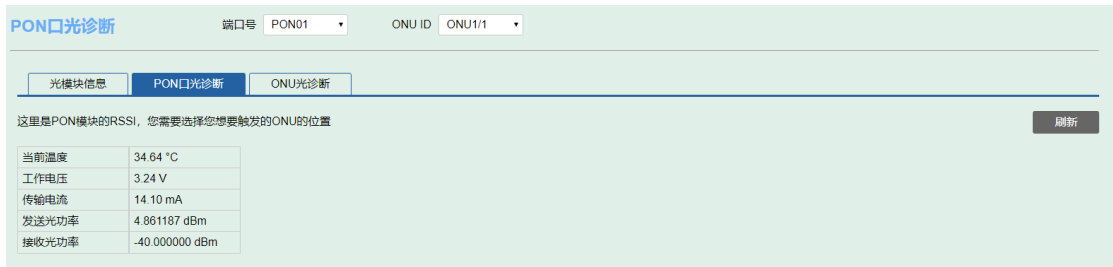 PON口光诊断 端口号 PON01 ONU ID ONU1/1
光模块信息 PON口光诊断 ONU光诊断
这里是PON模块的RSSI，您需要选择您想要触发的ONU的位置 刷新
当前温度 34.64 °C
工作电压 3.24 V
传输电流 14.10 mA
发送光功率 4.861187 dBm
接收光功率 -40.000000 dBm